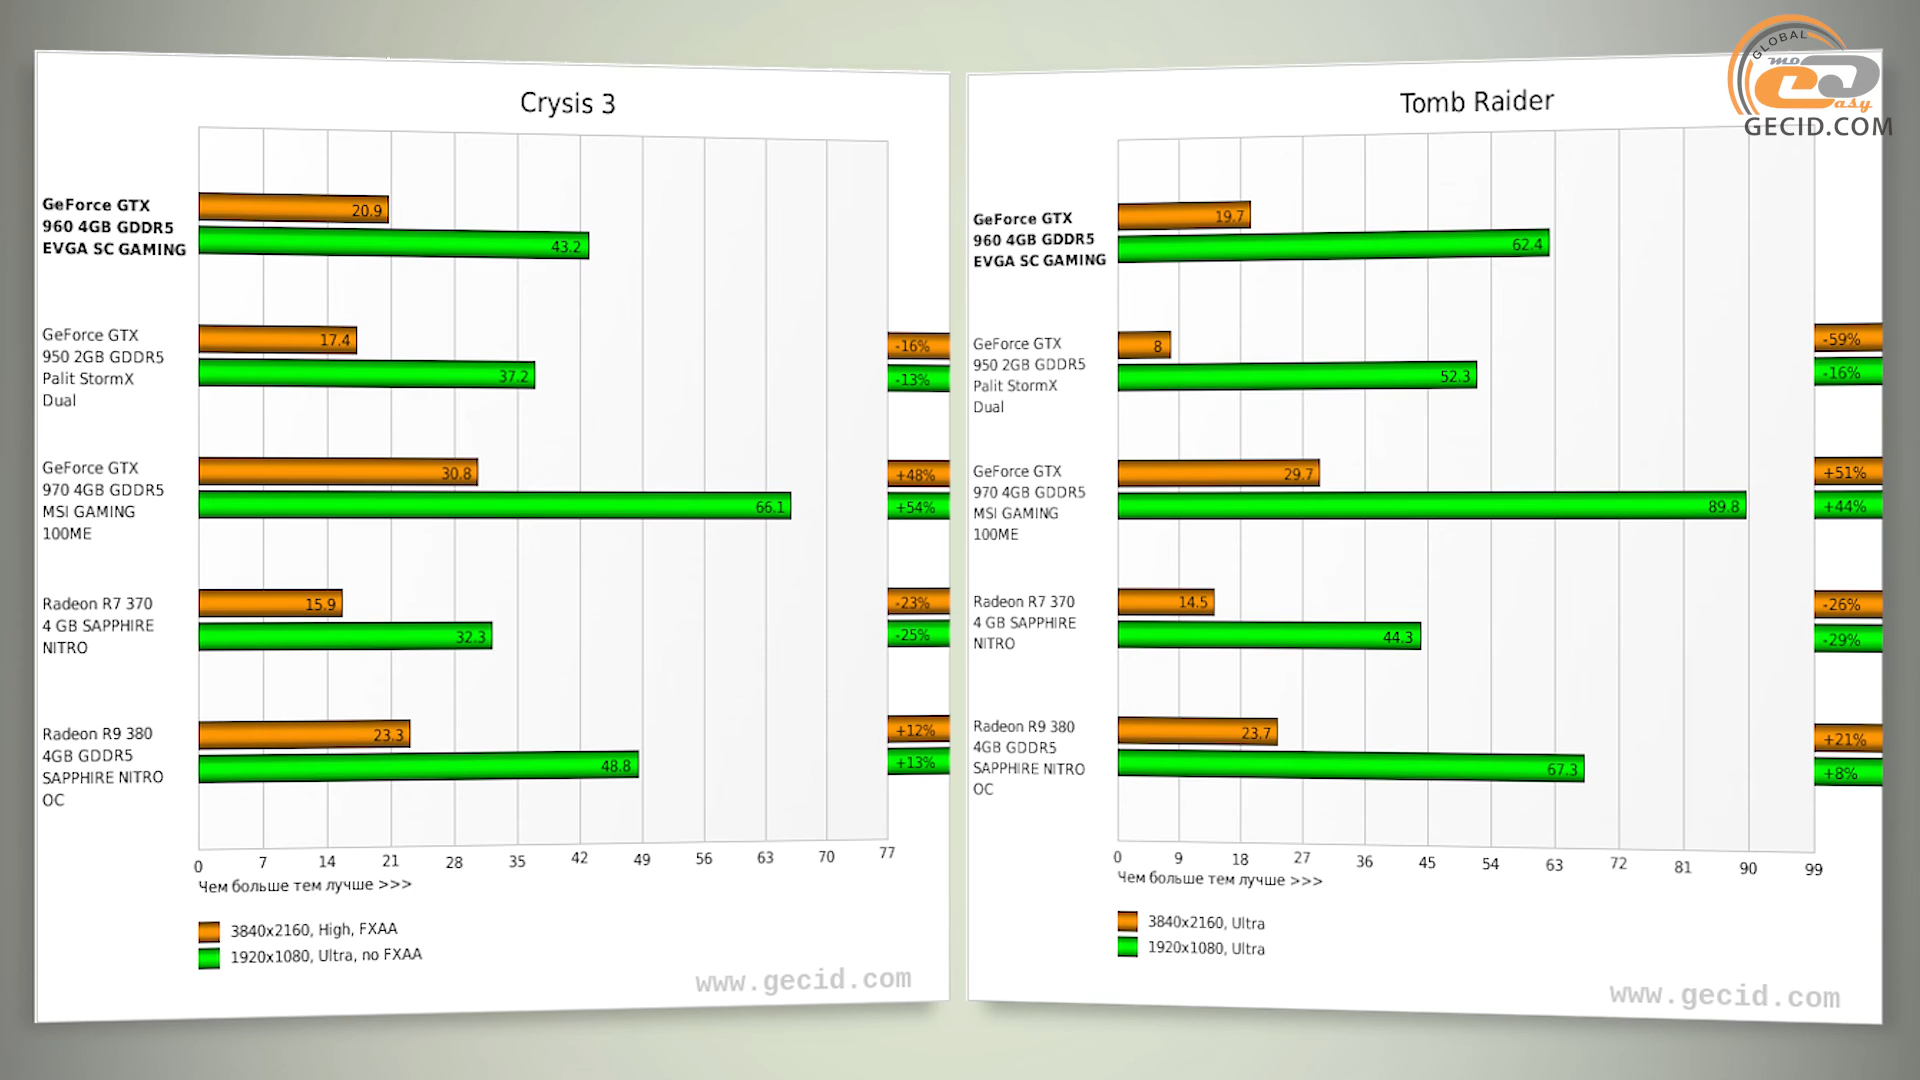 GLOBAL
mo
easy
GECID.COM
Crysis 3
GeForce GTX
960 4GB GDDR5
EVGA SC GAMING
20.9
43.2
GeForce GTX
950 2GB GDDR5
Palit StormX
Dual
17.4
37.2
-16%
-13%
GeForce GTX
970 4GB GDDR5
MSI GAMING
100ME
30.8
66.1
+48%
+54%
Radeon R7 370
4 GB SAPPHIRE
NITRO
15.9
32.3
-23%
-25%
Radeon R9 380
4GB GDDR5
SAPPHIRE NITRO
OC
23.3
48.8
+12%
+13%
0 7 14 21 28 35 42 49 56 63 70 77
Чем больше тем лучше >>>
3840x2160, High, FXAA
1920x1080, Ultra, no FXAA
www.gecid.com
Tomb Raider
GeForce GTX
960 4GB GDDR5
EVGA SC GAMING
19.7
62.4
GeForce GTX
950 2GB GDDR5
Palit StormX
Dual
8
52.3
-59%
-16%
GeForce GTX
970 4GB GDDR5
MSI GAMING
100ME
29.7
89.8
+51%
+44%
Radeon R7 370
4 GB SAPPHIRE
NITRO
14.5
44.3
-26%
-29%
Radeon R9 380
4GB GDDR5
SAPPHIRE NITRO
OC
23.7
67.3
+21%
+8%
0 9 18 27 36 45 54 63 72 81 90 99
Чем больше тем лучше >>>
3840x2160, Ultra
1920x1080, Ultra
www.gecid.com